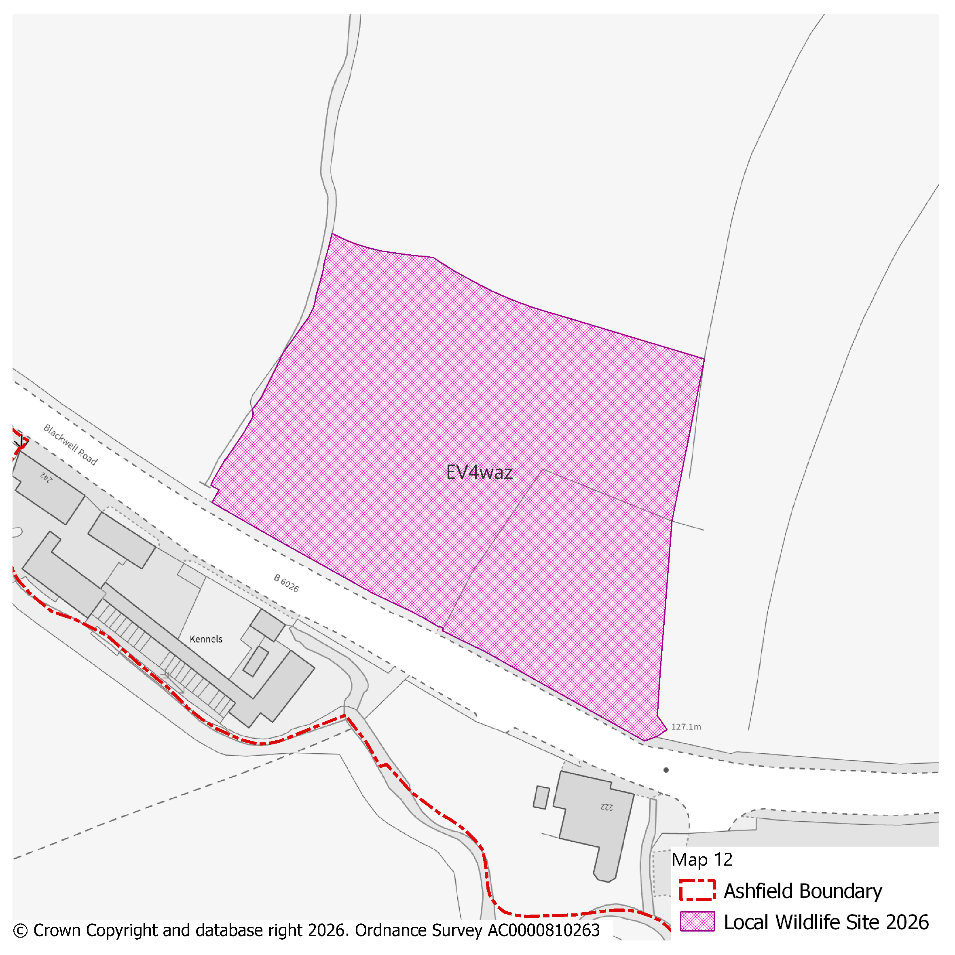 Blackwell Road
292
EV4waz
B 6026
Kennels
127.1m
222
Map 12
Ashfield Boundary
Local Wildlife Site 2026
© Crown Copyright and database right 2026. Ordnance Survey AC0000810263